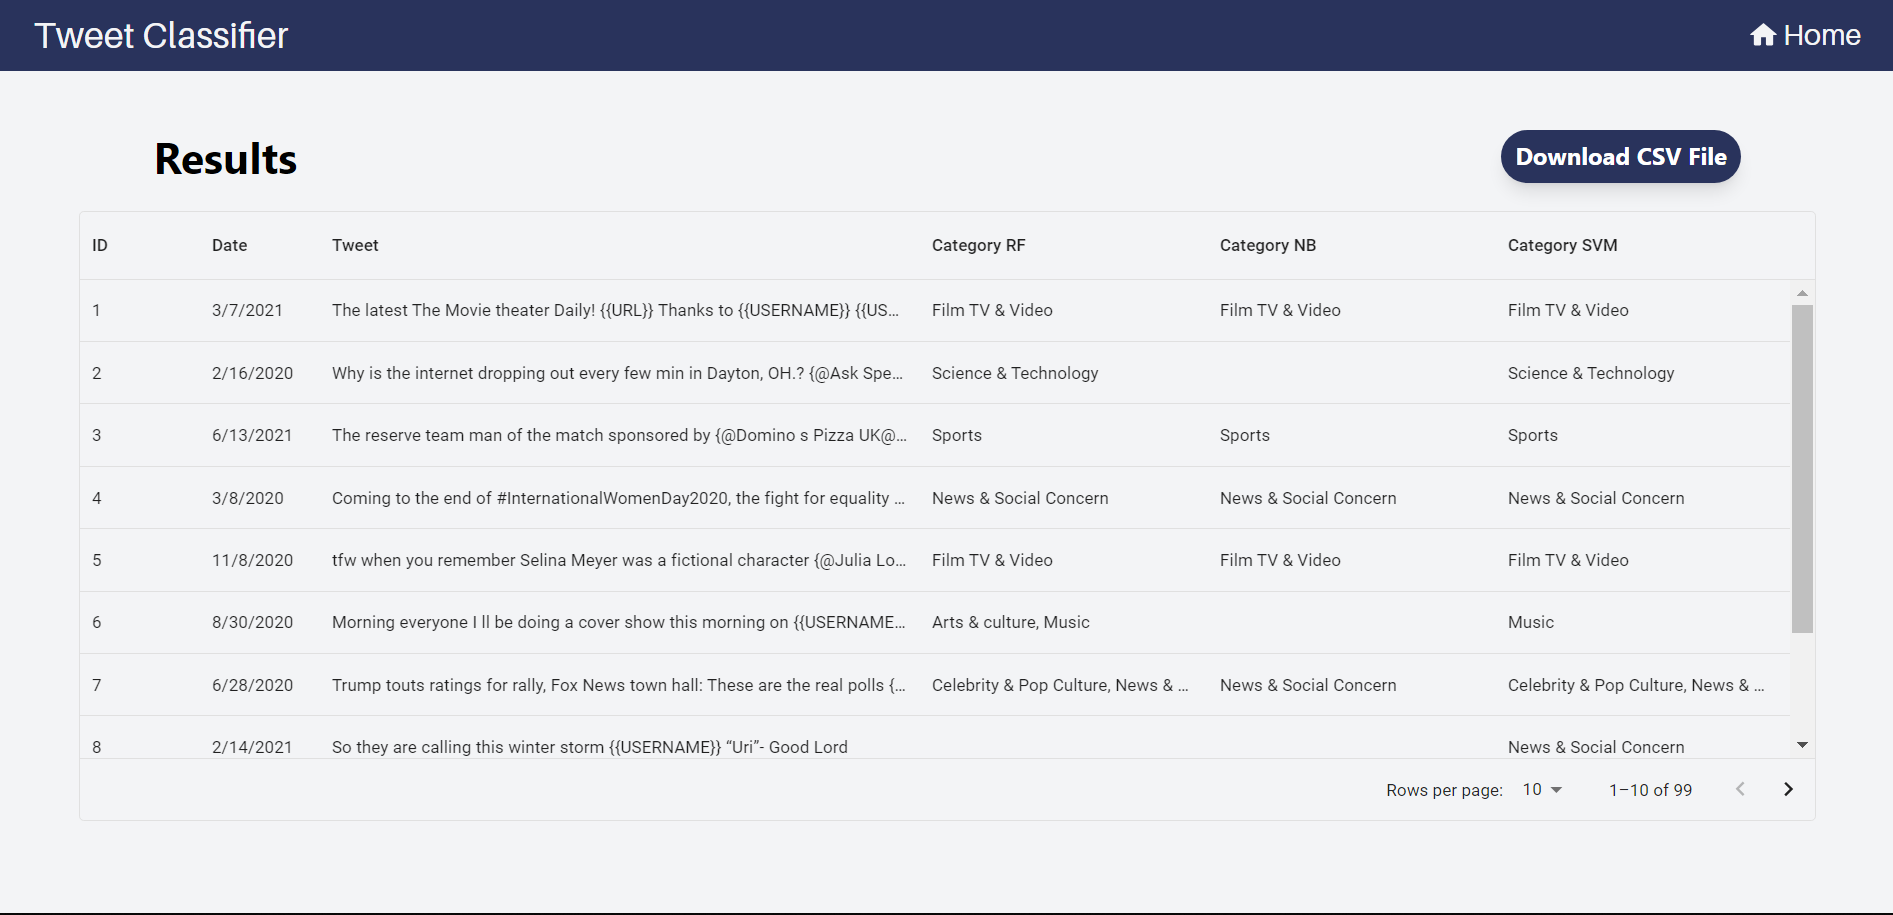 Tweet Classifier Home
Results Download CSV File
ID Date Tweet Category RF Category NB Category SVM
1 3/7/2021 The latest The Movie theater Daily! {{URL}} Thanks to {{USERNAME}} {{US... Film TV & Video Film TV & Video Film TV & Video
2 2/16/2020 Why is the internet dropping out every few min in Dayton, OH.? {@Ask Spe... Science & Technology Science & Technology
3 6/13/2021 The reserve team man of the match sponsored by {@Domino s Pizza UK@... Sports Sports Sports
4 3/8/2020 Coming to the end of #InternationalWomenDay2020, the fight for equality ... News & Social Concern News & Social Concern News & Social Concern
5 11/8/2020 tfw when you remember Selina Meyer was a fictional character {@Julia Lo... Film TV & Video Film TV & Video Film TV & Video
6 8/30/2020 Morning everyone I ll be doing a cover show this morning on {{USERNAME... Arts & culture, Music Music
7 6/28/2020 Trump touts ratings for rally, Fox News town hall: These are the real polls {... Celebrity & Pop Culture, News & ... News & Social Concern Celebrity & Pop Culture, News & ...
8 2/14/2021 So they are calling this winter storm {{USERNAME}} “Uri”- Good Lord News & Social Concern
Rows per page: 10 1–10 of 99